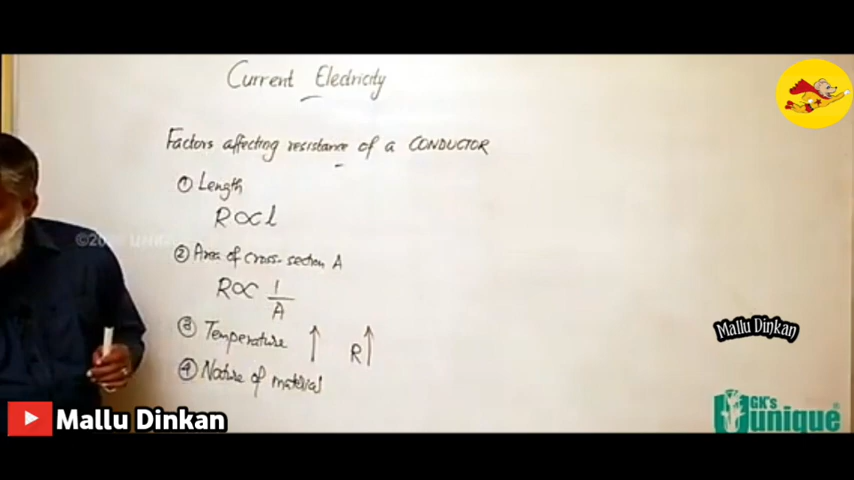 Current Electricity
Factors affecting resistance of a CONDUCTOR
① Length
R ∝ l
② Area of cross-section A
R ∝ 1/A
③ Temperature ↑ R ↑
④ Nature of material
Mallu Dinkan
GK's
unique
Mallu Dinkan